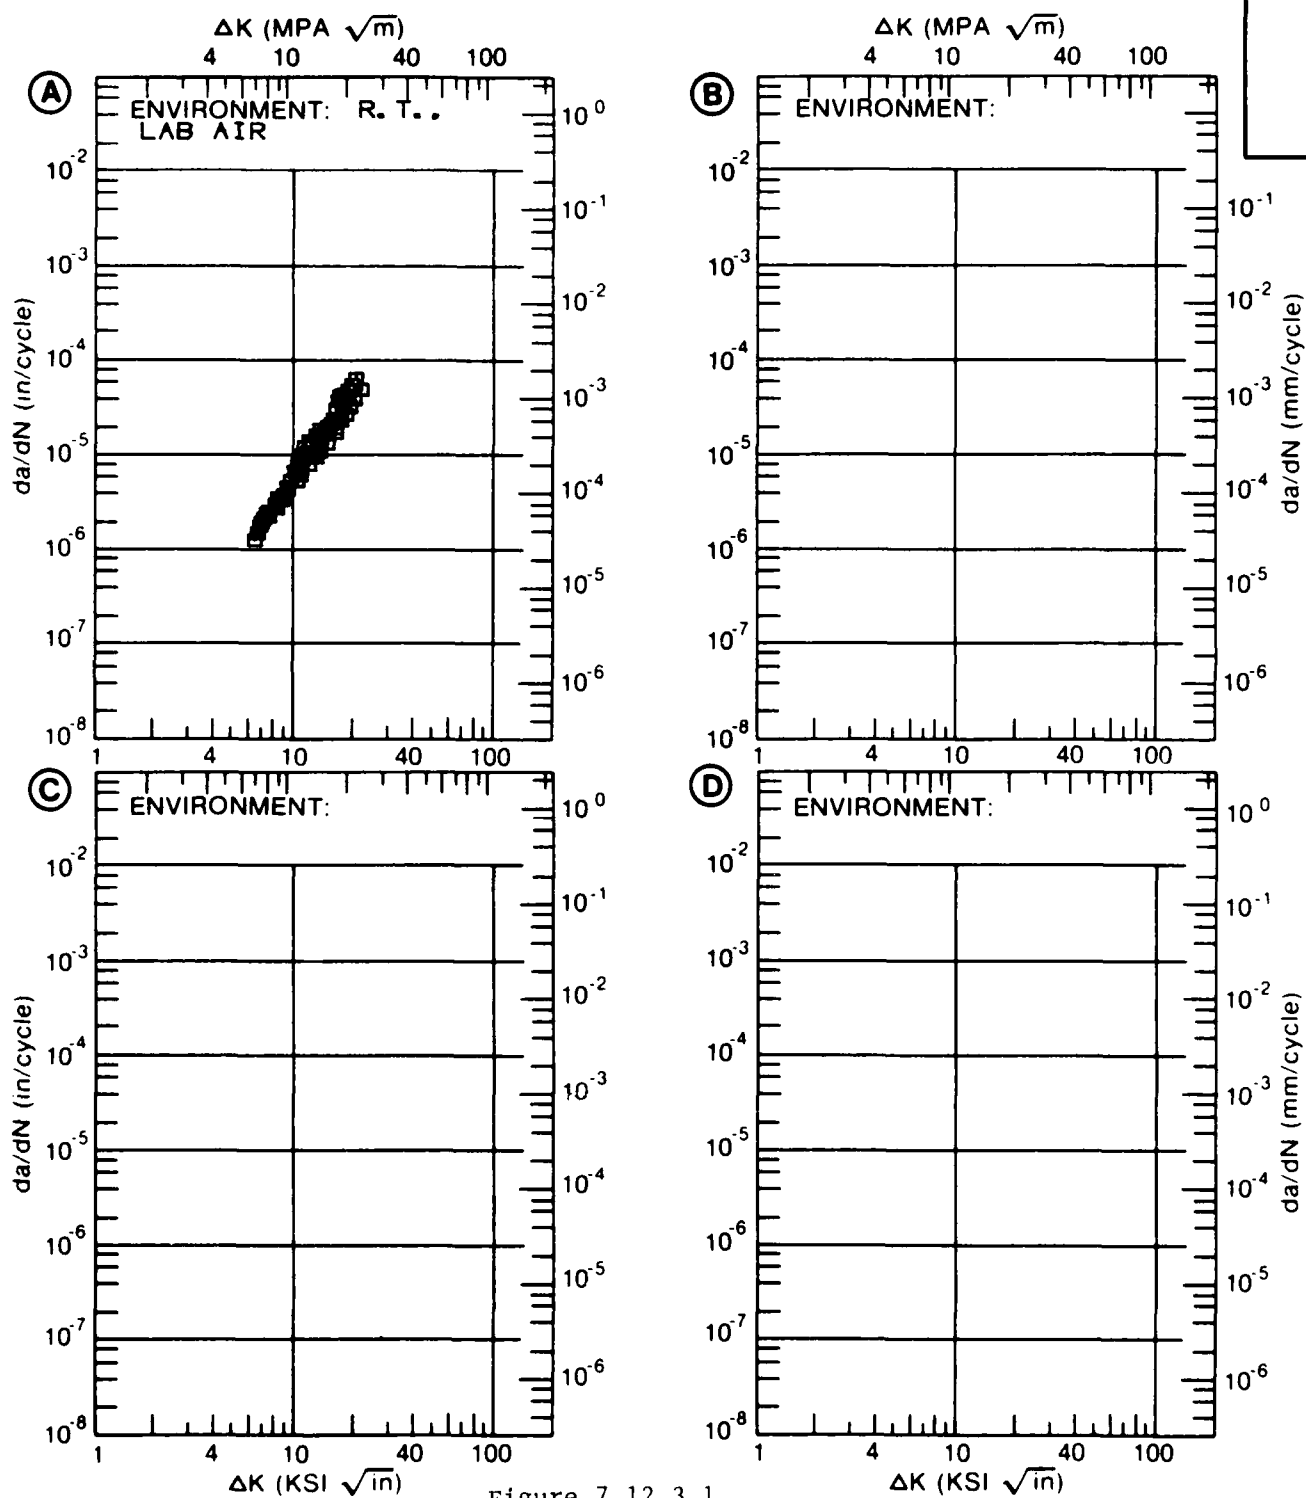 ΔK (MPA √m)
4 10 40 100
A
ENVIRONMENT: R.T.,
LAB AIR
10^-2
10^-3
10^-4
10^-5
10^-6
10^-7
10^-8
da/dN (in/cycle)
10^0
10^-1
10^-2
10^-3
10^-4
10^-5
10^-6
1 4 10 40 100
ΔK (MPA √m)
4 10 40 100
B
ENVIRONMENT:
10^-2
10^-3
10^-4
10^-5
10^-6
10^-7
10^-8
10^-1
10^-2
10^-3
10^-4
10^-5
10^-6
da/dN (mm/cycle)
1 4 10 40 100
C
ENVIRONMENT:
10^-2
10^-3
10^-4
10^-5
10^-6
10^-7
10^-8
da/dN (in/cycle)
10^0
10^-1
10^-2
10^-3
10^-4
10^-5
10^-6
1 4 10 40 100
ΔK (KSI √in)
D
ENVIRONMENT:
10^-2
10^-3
10^-4
10^-5
10^-6
10^-7
10^-8
10^0
10^-1
10^-2
10^-3
10^-4
10^-5
10^-6
da/dN (mm/cycle)
1 4 10 40 100
ΔK (KSI √in)
Figure 7.12.3.1